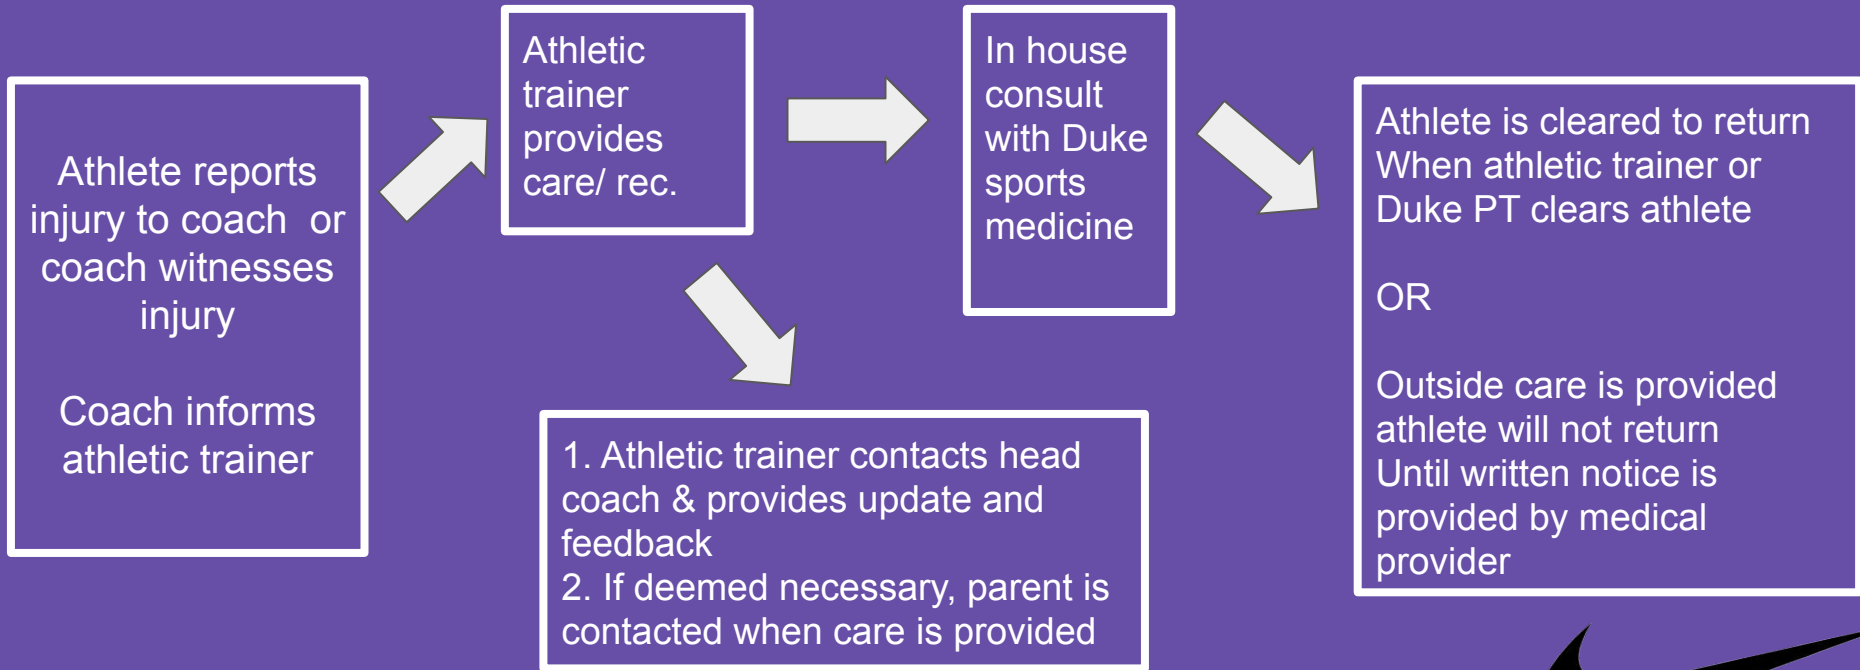 Athlete reports
injury to coach  or
coach witnesses
injury
Coach informs
athletic trainer
Athletic
trainer
provides
care/ rec.
1. Athletic trainer contacts head
coach & provides update and
feedback
2. If deemed necessary, parent is
contacted when care is provided
In house
consult
with Duke
sports
medicine
Athlete is cleared to return
When athletic trainer or
Duke PT clears athlete
OR
Outside care is provided
athlete will not return
Until written notice is
provided by medical
provider